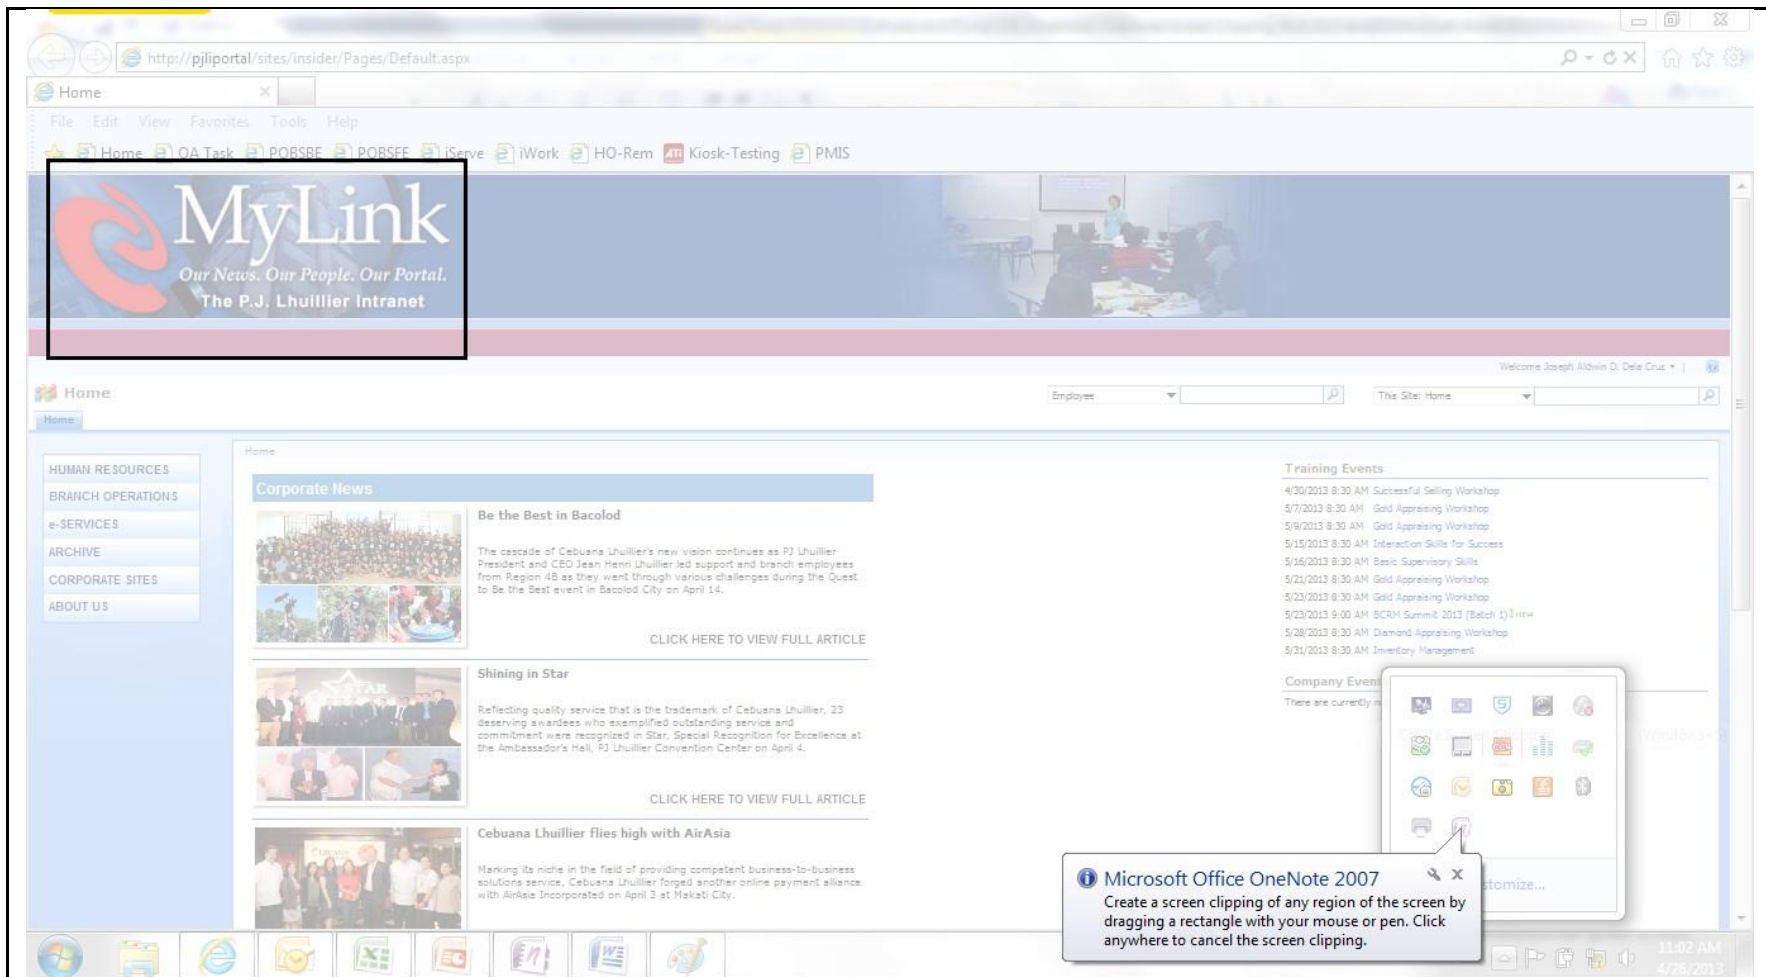 http://pjliportal/sites/insider/Pages/Default.aspx
Home
File Edit View Favorites Tools Help
Home OA Task POBSBE POBSFE iServe iWork HO-Rem ATi Kiosk-Testing PMIS
MyLink
Our News. Our People. Our Portal.
The P.J. Lhuillier Intranet
Welcome Joseph Aldwin D. Dela Cruz
Home
Employee
This Site: Home
Home
HUMAN RESOURCES
BRANCH OPERATIONS
e-SERVICES
ARCHIVE
CORPORATE SITES
ABOUT US
Home
Corporate News
Be the Best in Bacolod
The cascade of Cebuana Lhuillier's new vision continues as PJ Lhuillier
President and CEO Jean Henri Lhuillier led support and branch employees
from Region 4B as they went through various challenges during the Quest
to Be the Best event in Bacolod City on April 14.
CLICK HERE TO VIEW FULL ARTICLE
Shining in Star
STAR
Reflecting quality service that is the trademark of Cebuana Lhuillier, 23
deserving awardees who exemplified outstanding service and
commitment were recognized in Star, Special Recognition for Excellence at
the Ambassador's Hall, PJ Lhuillier Convention Center on April 4.
CLICK HERE TO VIEW FULL ARTICLE
Cebuana Lhuillier flies high with AirAsia
Marking its niche in the field of providing competent business-to-business
solutions service, Cebuana Lhuillier forged another online payment alliance
with AirAsia Incorporated on April 3 at Makati City.
Training Events
4/30/2013 8:30 AM Successful Selling Workshop
5/7/2013 8:30 AM Gold Appraising Workshop
5/9/2013 8:30 AM Gold Appraising Workshop
5/15/2013 8:30 AM Interaction Skills for Success
5/16/2013 8:30 AM Basic Supervisory Skills
5/21/2013 8:30 AM Gold Appraising Workshop
5/23/2013 8:30 AM Gold Appraising Workshop
5/23/2013 9:00 AM BCRM Summit 2013 (Batch 1) ! NEW
5/28/2013 8:30 AM Diamond Appraising Workshop
5/31/2013 8:30 AM Inventory Management
Company Even
There are currently n
stomize...
Microsoft Office OneNote 2007
Create a screen clipping of any region of the screen by
dragging a rectangle with your mouse or pen. Click
anywhere to cancel the screen clipping.
11:02 AM
4/26/2013